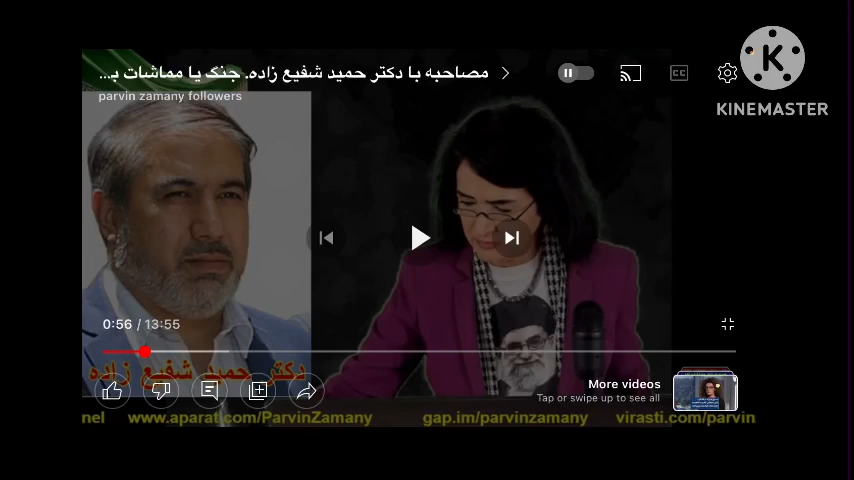 مصاحبه با دکتر حمید شفیع زاده. جنگ یا مماشات ب...
parvin zamany followers
CC
K
KINEMASTER
0:56 / 13:55
دکتر حمید شفیع زاده
More videos
Tap or swipe up to see all
nel www.aparat.com/ParvinZamany gap.im/parvinzamany virasti.com/parvin